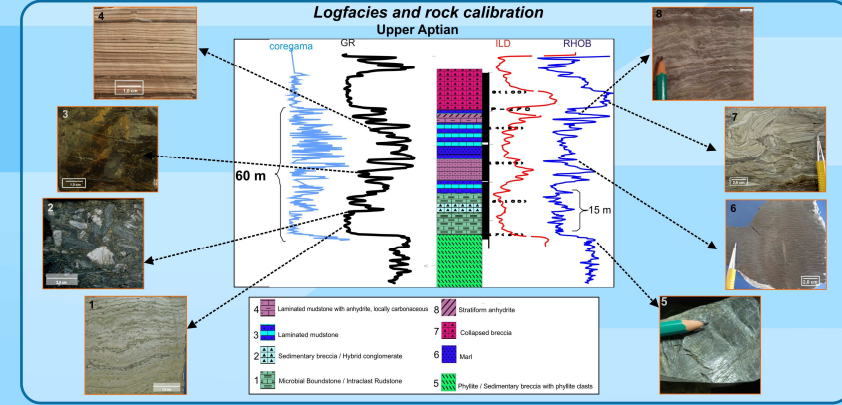 Logfacies and rock calibration
Upper Aptian
coregama
GR
ILD
RHOB
4
1,0 cm
3
1,0 cm
2
1
8
7
2,0 cm
6
2,0 cm
5
60 m
15 m
4 Laminated mudstone with anhydrite, locally carbonaceous
3 Laminated mudstone
2 Sedimentary breccia / Hybrid conglomerate
1 Microbial Boundstone / Intraclast Rudstone
8 Stratiform anhydrite
7 Collapsed breccia
6 Marl
5 Phyllite / Sedimentary breccia with phyllite clasts